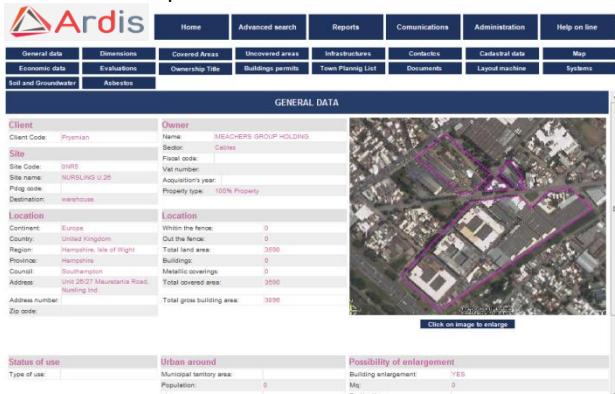 Ardis
Home Advanced search Reports Comunications Administration Help on line
General data Dimensions Covered Areas Uncovered areas Infrastructures Contactcs Cadastral data Map
Economic data Evaluations Ownership Title Buildings permits Town Plannig List Documents Layout machine Systems
Soil and Groundwater Asbestos
GENERAL DATA
Client
Client Code: Prysmian
Site
Site Code: 0NR5
Site name: NURSLING U.26
Pdog code:
Destination: warehouse
Location
Continent: Europe
Country: United Kingdom
Region: Hampshire, Isle of Wight
Province: Hampshire
Council: Southampton
Address: Unit 26/27 Mauretania Road,
Nursling Ind.
Address number:
Zip code:
Owner
Name: MEACHERS GROUP HOLDING
Sector: Cables
Fiscal code:
Vat number:
Acquisition's year:
Property type: 100% Property
Location
Whitin the fence: 0
Out the fence: 0
Total land area: 3696
Buildings: 0
Metallic coverings: 0
Total covered area: 3696
Total gross building area: 3696
Click on image to enlarge
Status of use
Type of use:
Urban around
Municipal territory area:
Population: 0
Possibility of enlargement
Building enlargement: YES
Mq: 0